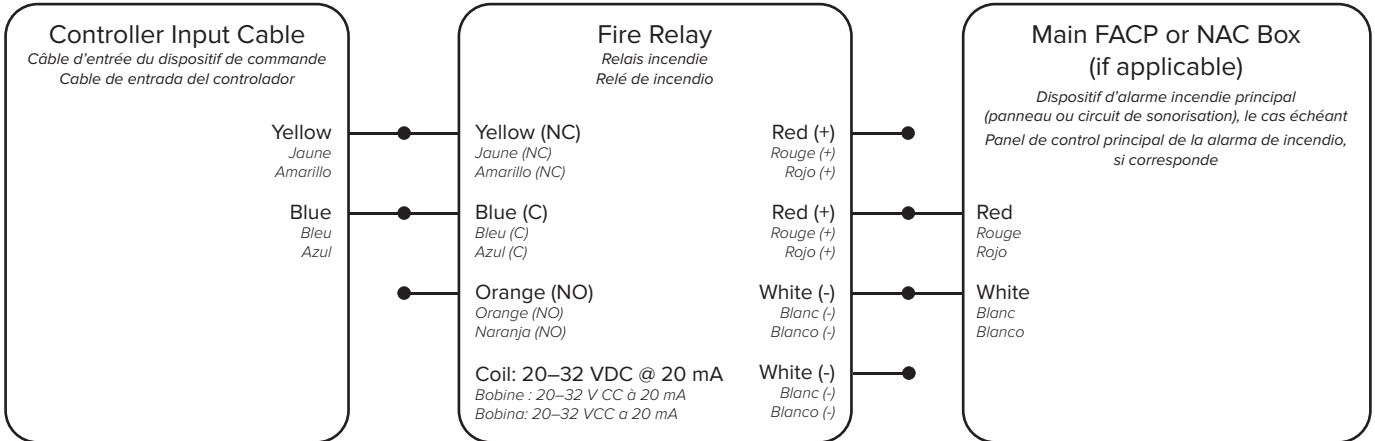 Controller Input Cable
Câble d'entrée du dispositif de commande
Cable de entrada del controlador
Yellow
Jaune
Amarillo
Blue
Bleu
Azul
Fire Relay
Relais incendie
Relé de incendio
Yellow (NC)
Jaune (NC)
Amarillo (NC)
Blue (C)
Bleu (C)
Azul (C)
Orange (NO)
Orange (NO)
Naranja (NO)
Coil: 20–32 VDC @ 20 mA
Bobine : 20–32 V CC à 20 mA
Bobina: 20–32 VCC a 20 mA
Red (+)
Rouge (+)
Rojo (+)
Red (+)
Rouge (+)
Rojo (+)
White (-)
Blanc (-)
Blanco (-)
White (-)
Blanc (-)
Blanco (-)
Main FACP or NAC Box
(if applicable)
Dispositif d'alarme incendie principal
(panneau ou circuit de sonorisation), le cas échéant
Panel de control principal de la alarma de incendio,
si corresponde
Red
Rouge
Rojo
White
Blanc
Blanco